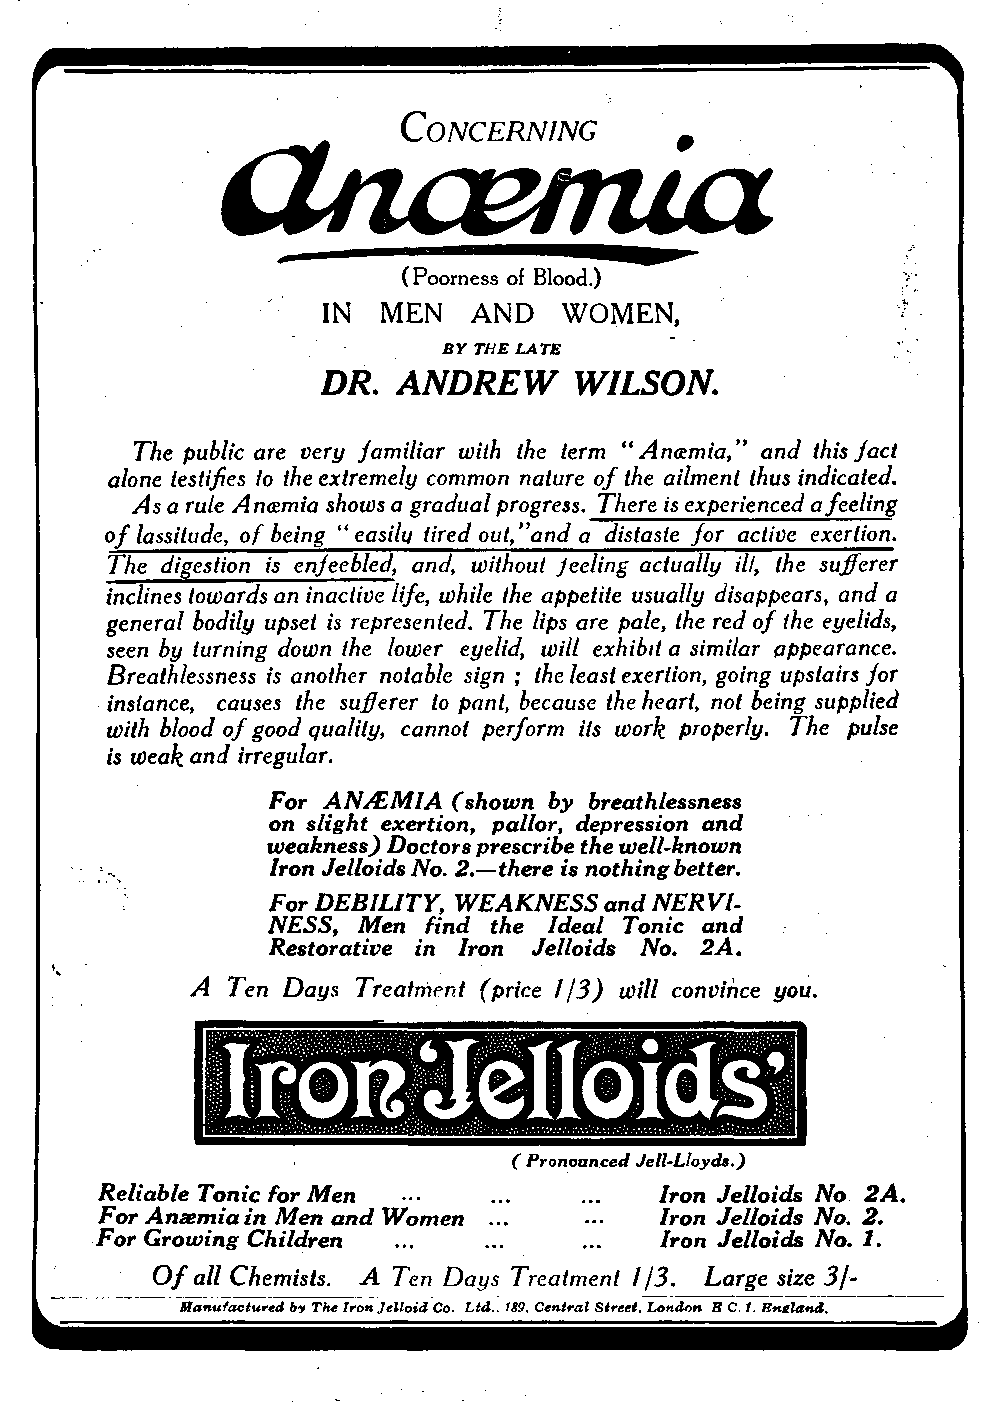 CONCERNING
Anæmia
(Poorness of Blood.)
IN MEN AND WOMEN,
BY THE LATE
DR. ANDREW WILSON.
The public are very familiar with the term "Anæmia," and this fact
alone testifies to the extremely common nature of the ailment thus indicated.
As a rule Anæmia shows a gradual progress. There is experienced a feeling
of lassitude, of being "easily tired out," and a distaste for active exertion.
The digestion is enfeebled, and, without feeling actually ill, the sufferer
inclines towards an inactive life, while the appetite usually disappears, and a
general bodily upset is represented. The lips are pale, the red of the eyelids,
seen by turning down the lower eyelid, will exhibit a similar appearance.
Breathlessness is another notable sign ; the least exertion, going upstairs for
instance, causes the sufferer to pant, because the heart, not being supplied
with blood of good quality, cannot perform its work properly. The pulse
is weak and irregular.
For ANÆMIA (shown by breathlessness
on slight exertion, pallor, depression and
weakness) Doctors prescribe the well-known
Iron Jelloids No. 2.—there is nothing better.
For DEBILITY, WEAKNESS and NERVI-
NESS, Men find the Ideal Tonic and
Restorative in Iron Jelloids No. 2A.
A Ten Days Treatment (price 1/3) will convince you.
Iron 'Jelloids'
( Pronounced Jell-Lloyds.)
Reliable Tonic for Men ... ... ... Iron Jelloids No. 2A.
For Anæmia in Men and Women ... ... Iron Jelloids No. 2.
For Growing Children ... ... ... Iron Jelloids No. 1.
Of all Chemists. A Ten Days Treatment 1/3. Large size 3/-
Manufactured by The Iron Jelloid Co. Ltd., 189, Central Street, London E C. 1. England.